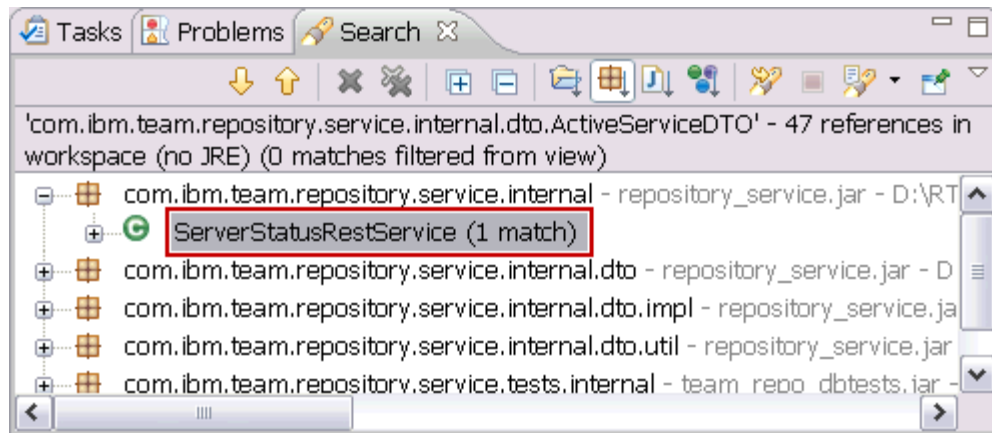 Tasks Problems Search
'com.ibm.team.repository.service.internal.dto.ActiveServiceDTO' - 47 references in
workspace (no JRE) (0 matches filtered from view)
com.ibm.team.repository.service.internal - repository_service.jar - D:\RT
ServerStatusRestService (1 match)
com.ibm.team.repository.service.internal.dto - repository_service.jar - D
com.ibm.team.repository.service.internal.dto.impl - repository_service.ja
com.ibm.team.repository.service.internal.dto.util - repository_service.jar
com.ibm.team.repository.service.tests.internal - team_repo_dbtests.jar -